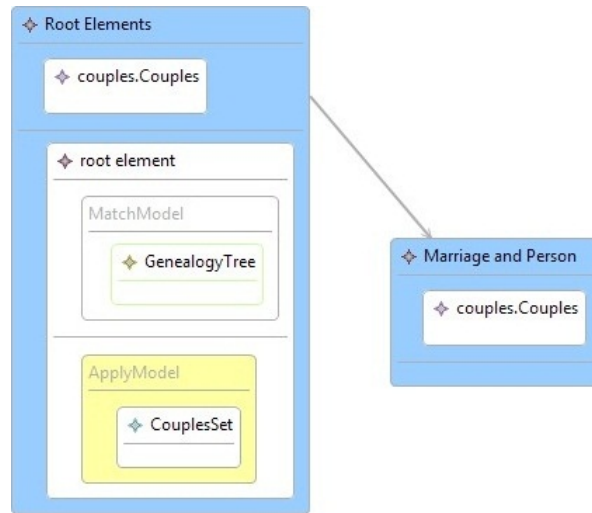 Root Elements
couples.Couples
root element
MatchModel
GenealogyTree
ApplyModel
CouplesSet
Marriage and Person
couples.Couples